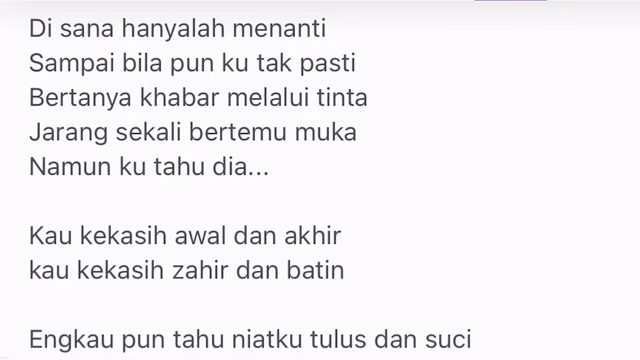 Di sana hanyalah menanti
Sampai bila pun ku tak pasti
Bertanya khabar melalui tinta
Jarang sekali bertemu muka
Namun ku tahu dia...
Kau kekasih awal dan akhir
kau kekasih zahir dan batin
Engkau pun tahu niatku tulus dan suci